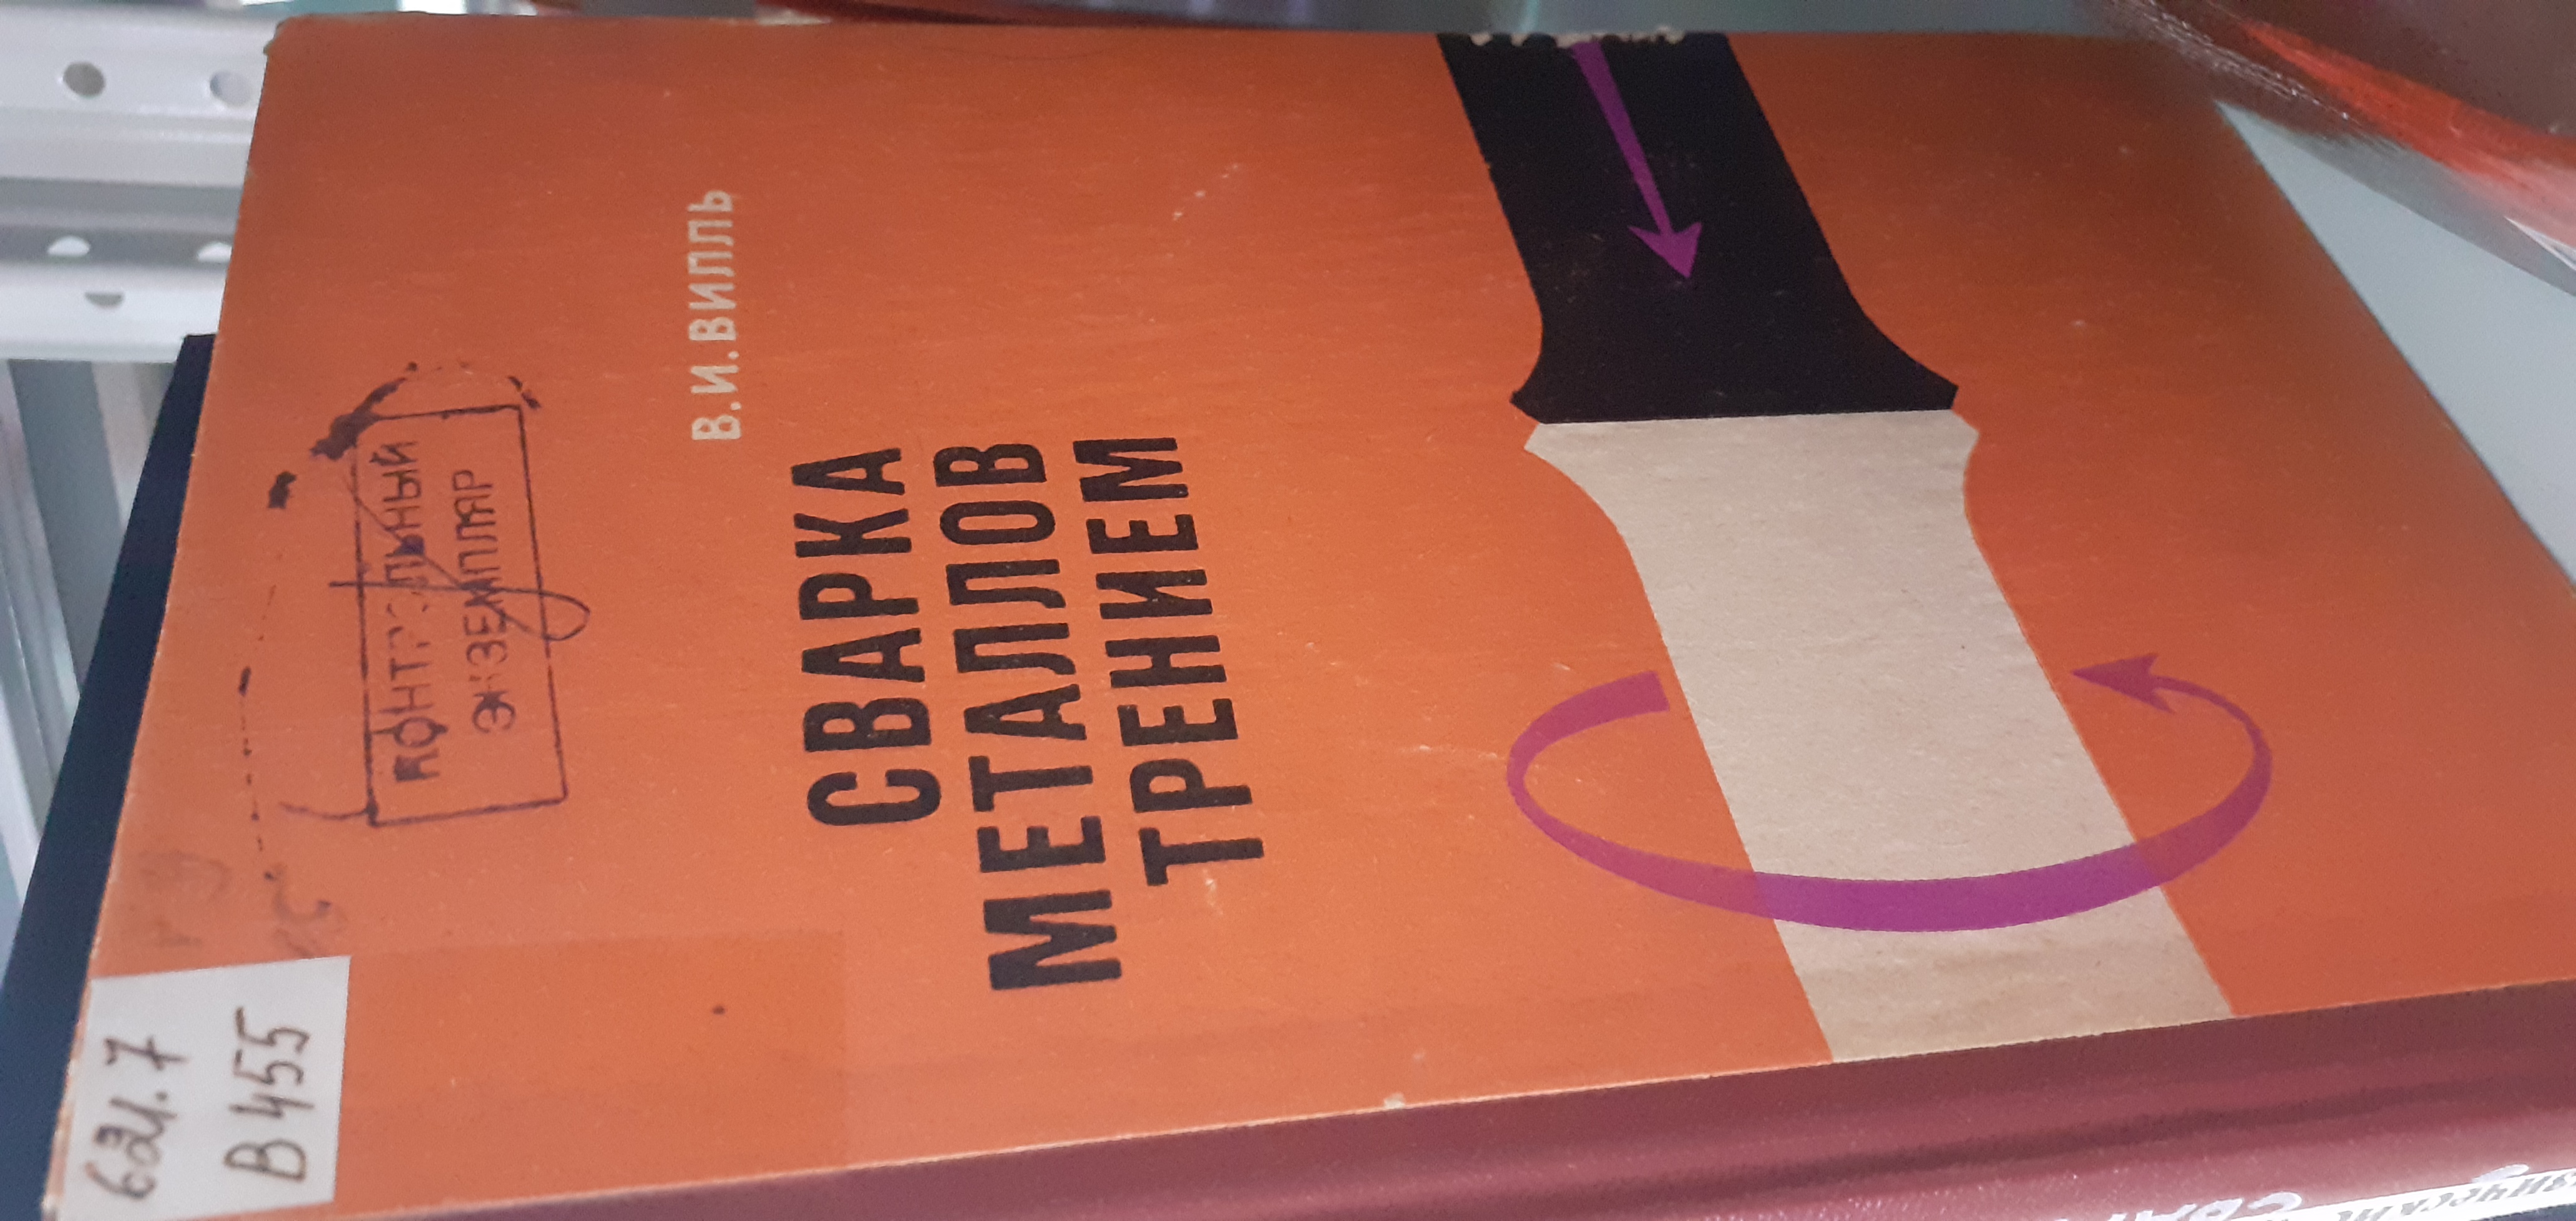 КОНТРОЛЬНЫЙ
ЭКЗЕМПЛЯР
В.И.ВИЛЛЬ
СВАРКА
МЕТАЛЛОВ
ТРЕНИЕМ
621.7
В 455